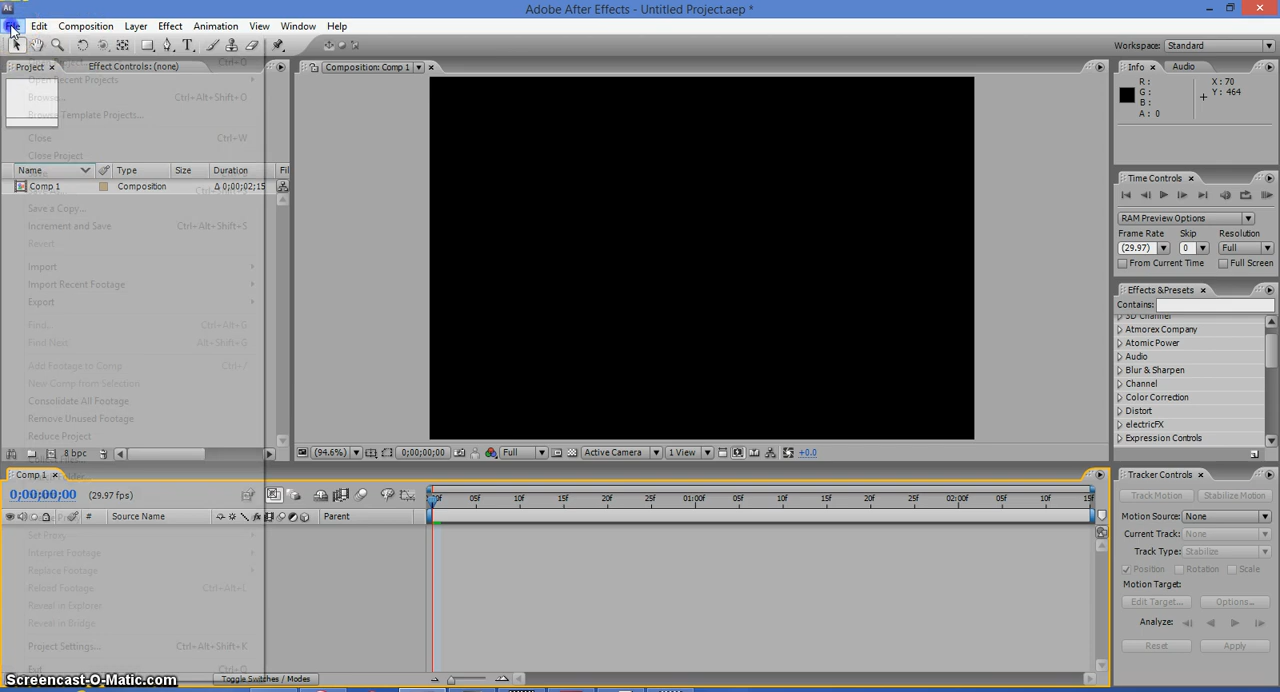 Adobe After Effects - Untitled Project.aep *
File Edit Composition Layer Effect Animation View Window Help
Workspace: Standard
Project Effect Controls: (none)
Composition: Comp 1
Info Audio
Ctrl+O
Open Recent Projects
Browse... Ctrl+Alt+Shift+O
Browse Template Projects...
Close Ctrl+W
Close Project
Name Type Size Duration
Comp 1 Composition Δ 0;00;02;15
Save a Copy...
Increment and Save Ctrl+Alt+Shift+S
Revert
Import
Import Recent Footage
Export
Find... Ctrl+Alt+G
Find Next Alt+Shift+G
Add Footage to Comp Ctrl+/
New Comp from Selection
Consolidate All Footage
Remove Unused Footage
Reduce Project
8 bpc
R:
G:
B:
A: 0
X: 70
Y: 464
Time Controls
RAM Preview Options
Frame Rate Skip Resolution
(29.97) 0 Full
From Current Time Full Screen
Effects & Presets
Contains:
3D Channel
Atmorex Company
Atomic Power
Audio
Blur & Sharpen
Channel
Color Correction
Distort
electricFX
Expression Controls
(94.6%) 0;00;00;00 Full Active Camera 1 View +0.0
Comp 1
0;00;00;00 (29.97 fps)
# Source Name Parent
00f 05f 10f 15f 20f 25f 01:00f 05f 10f 15f 20f 25f 02:00f 05f 10f 15f
Set Proxy
Interpret Footage
Replace Footage
Reload Footage Ctrl+Alt+L
Reveal in Explorer
Reveal in Bridge
Project Settings... Ctrl+Alt+Shift+K
Exit Ctrl+Q
Toggle Switches / Modes
Tracker Controls
Track Motion Stabilize Motion
Motion Source: None
Current Track: None
Track Type: Stabilize
Position Rotation Scale
Motion Target:
Edit Target... Options...
Analyze:
Reset Apply
Screencast-O-Matic.com